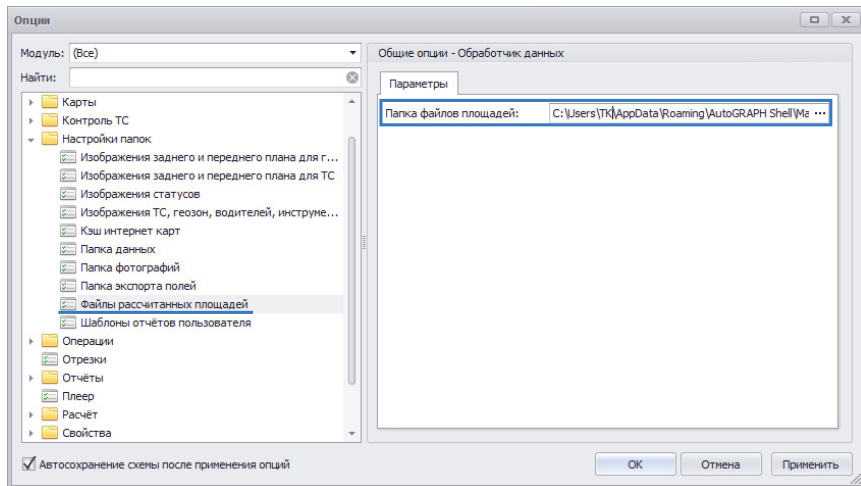 Опции
Модуль: (Все)
Найти:
Карты
Контроль ТС
Настройки папок
Изображения заднего и переднего плана для г...
Изображения заднего и переднего плана для ТС
Изображения статусов
Изображения ТС, геозон, водителей, инструме...
Кэш интернет карт
Папка данных
Папка фотографий
Папка экспорта полей
Файлы рассчитанных площадей
Шаблоны отчётов пользователя
Операции
Отрезки
Отчёты
Плеер
Расчёт
Свойства
Общие опции - Обработчик данных
Параметры
Папка файлов площадей: C:\Users\TK\AppData\Roaming\AutoGRAPH Shell\Ma ...
Автосохранение схемы после применения опций
ОК Отмена Применить